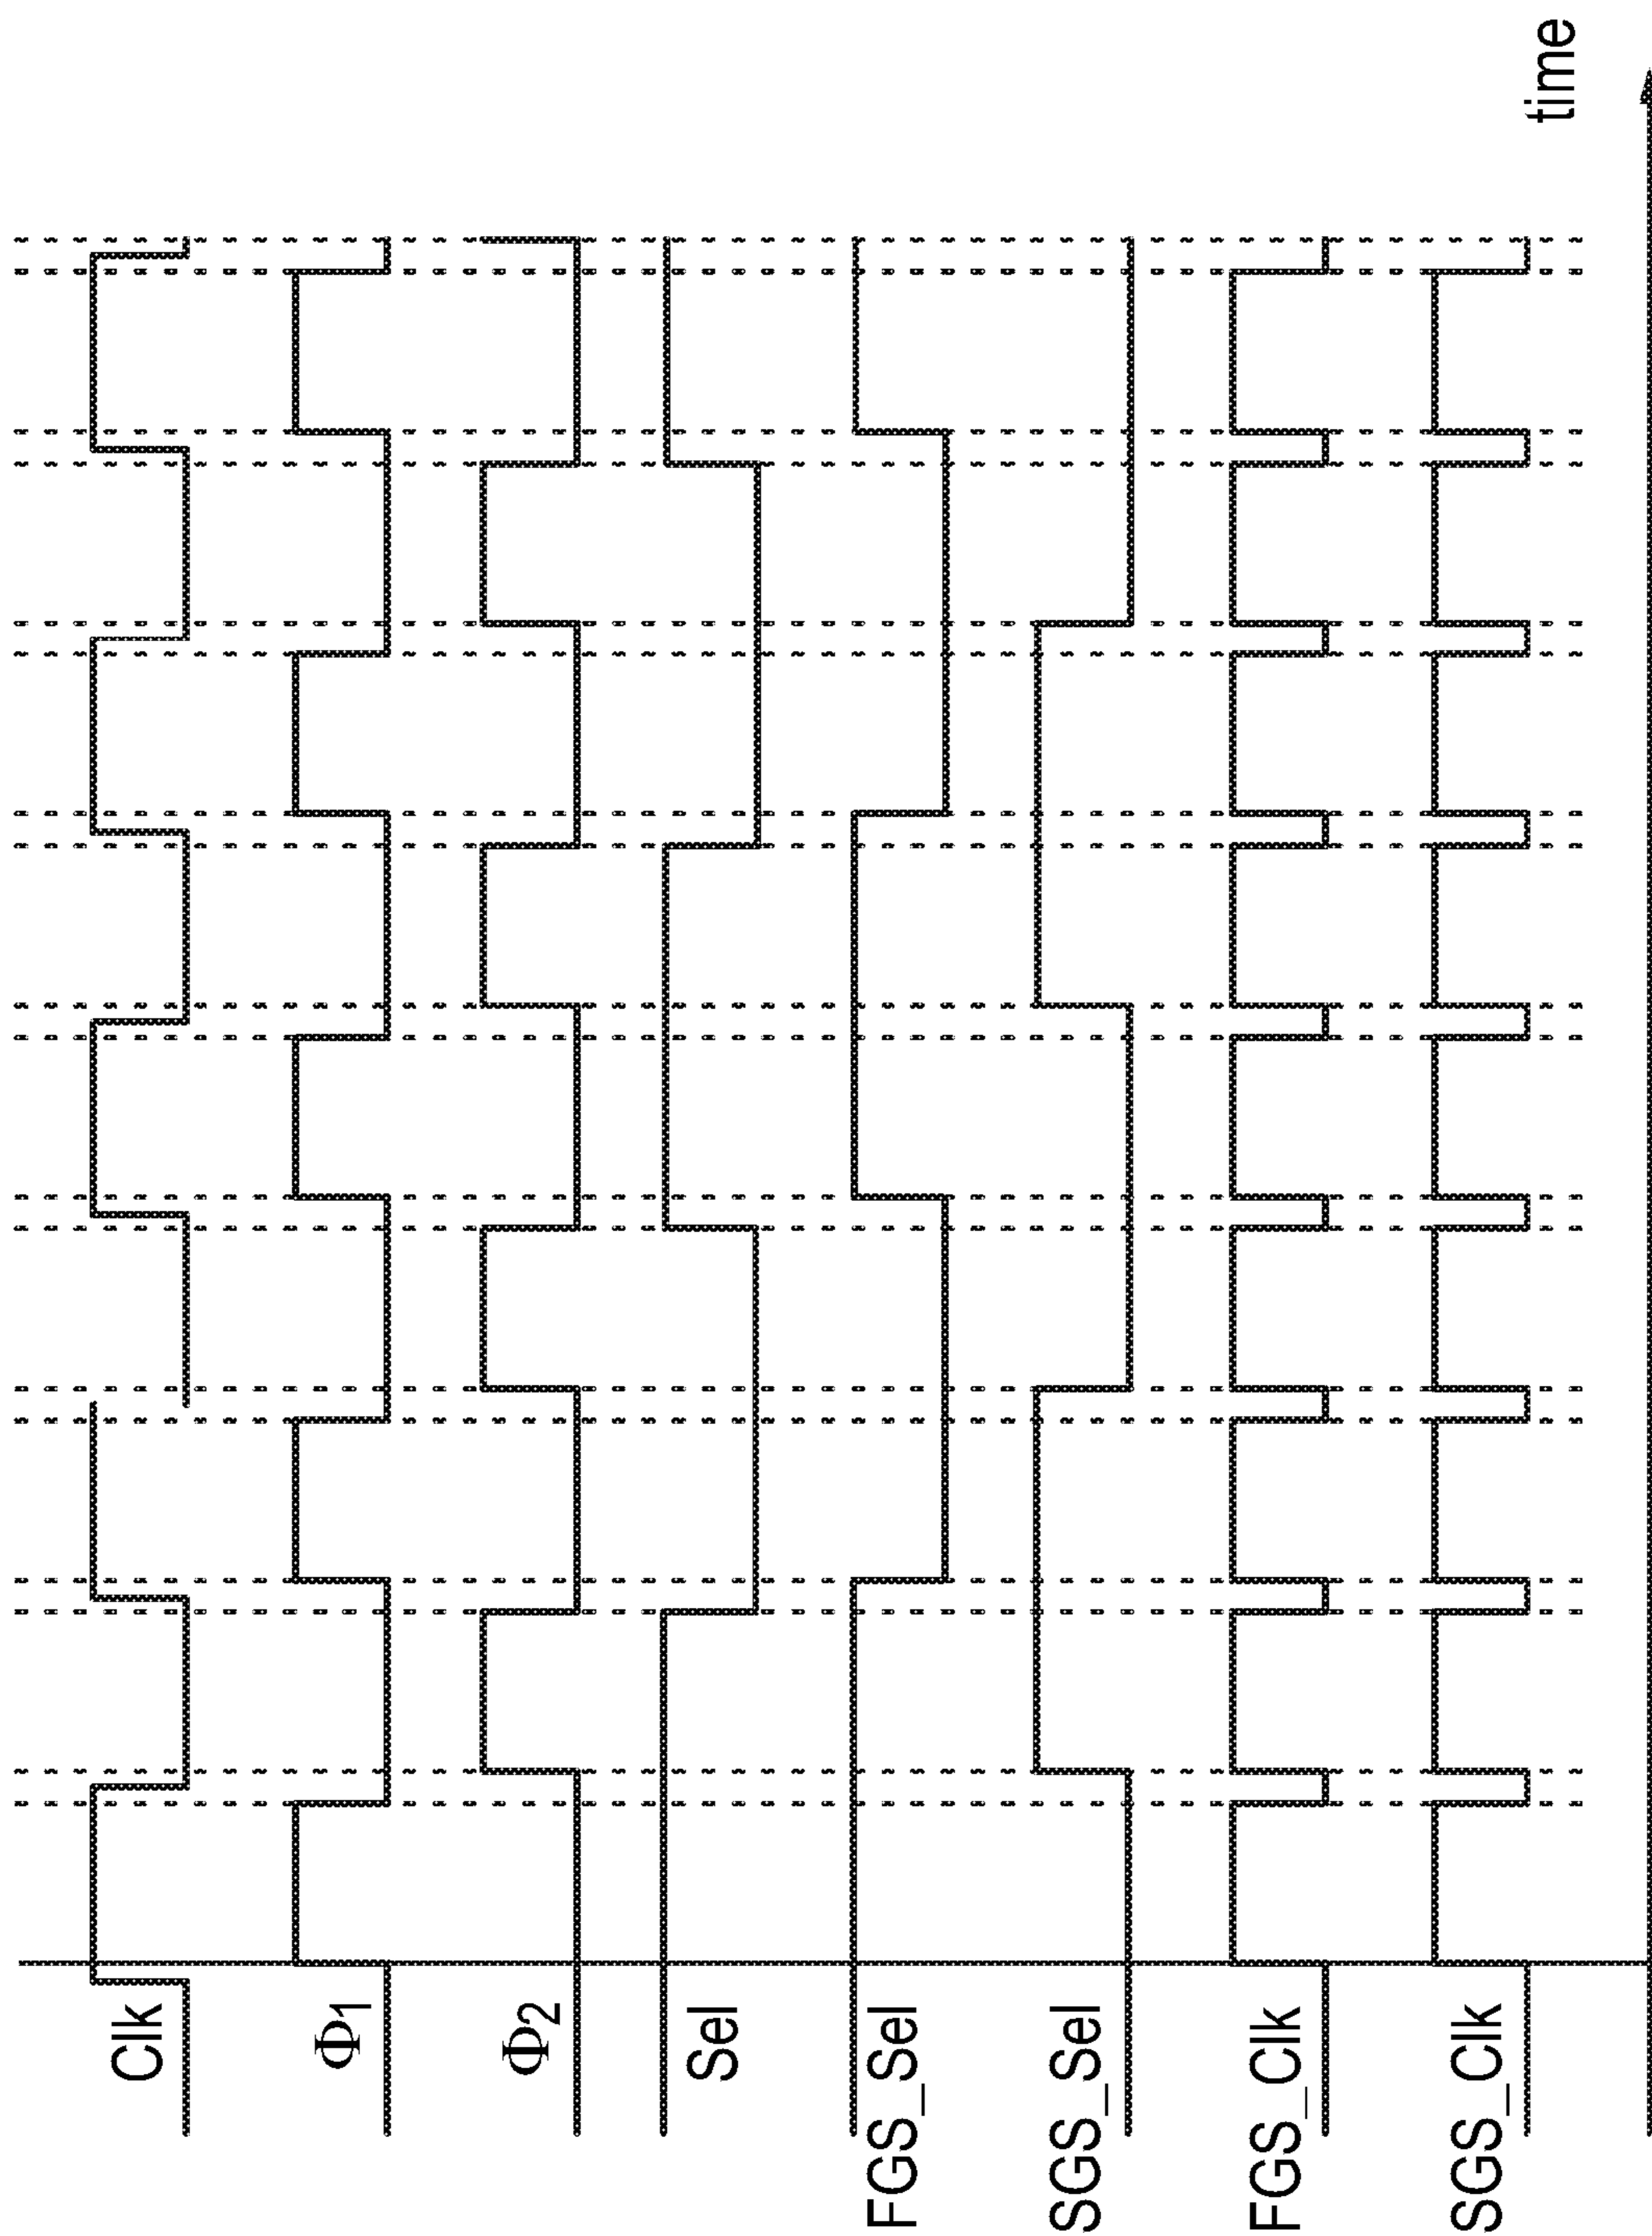 Clk
Φ1
Φ2
Sel
FGS_Sel
SGS_Sel
FGS_Clk
SGS_Clk
time